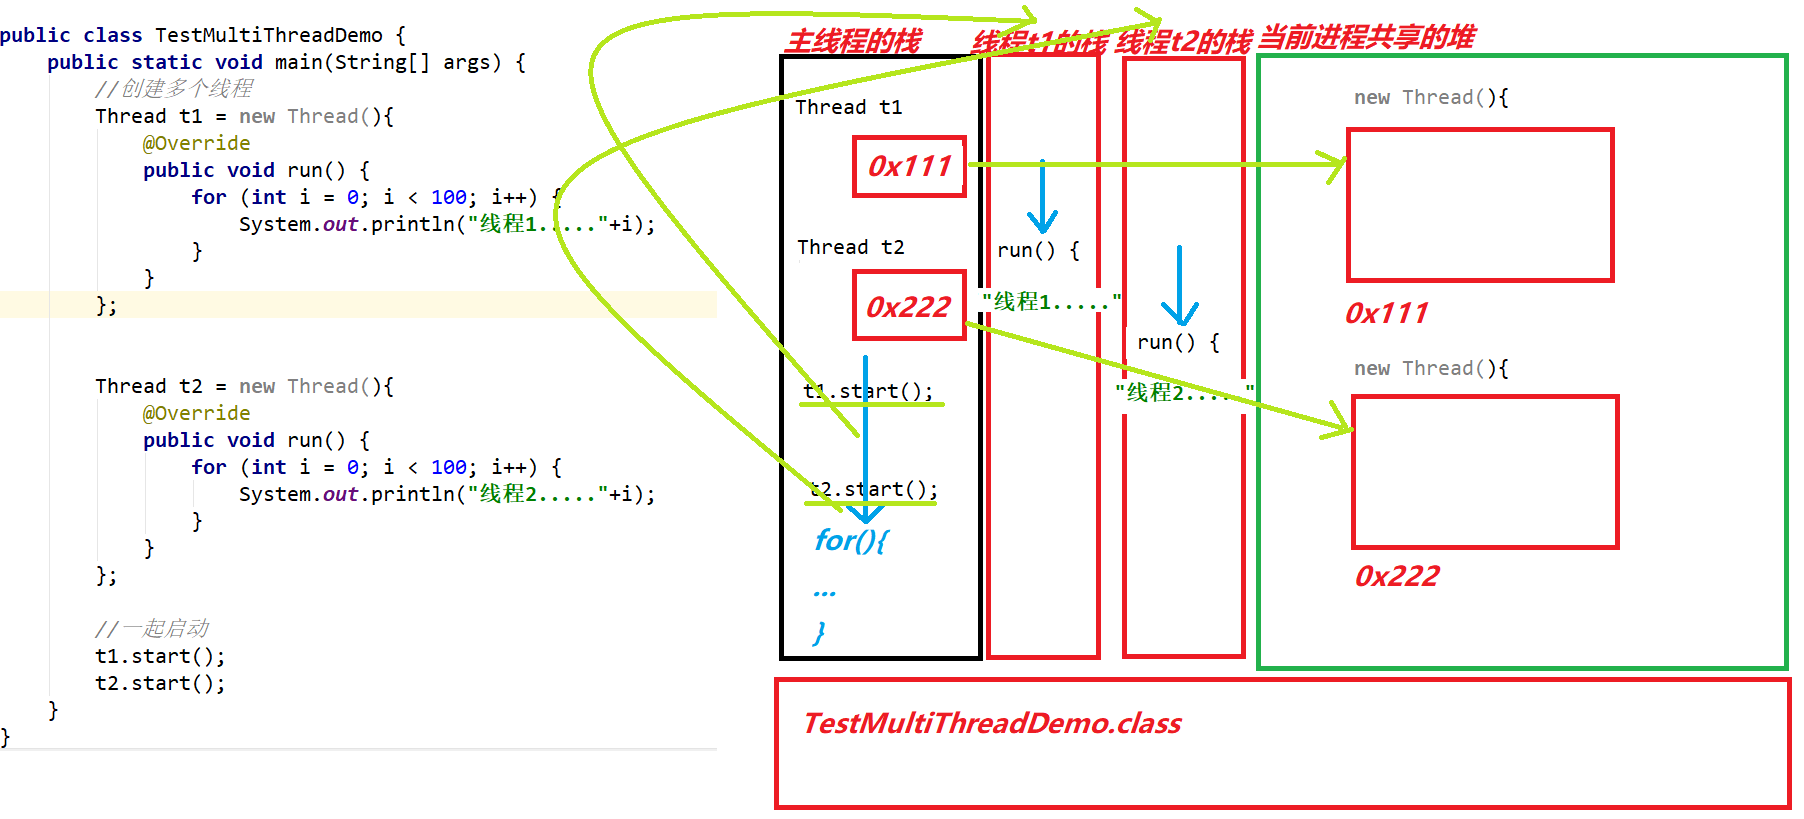 public class TestMultiThreadDemo {
public static void main(String[] args) {
//创建多个线程
Thread t1 = new Thread(){
@Override
public void run() {
for (int i = 0; i < 100; i++) {
System.out.println("线程1....."+i);
}
}
};
Thread t2 = new Thread(){
@Override
public void run() {
for (int i = 0; i < 100; i++) {
System.out.println("线程2....."+i);
}
}
};
//一起启动
t1.start();
t2.start();
}
}
主线程的栈
Thread t1
0x111
Thread t2
0x222
t1.start();
t2.start();
for(){
...
}
线程t1的栈
run() {
"线程1....."
线程t2的栈
run() {
"线程2....."
当前进程共享的堆
new Thread(){
0x111
new Thread(){
0x222
TestMultiThreadDemo.class